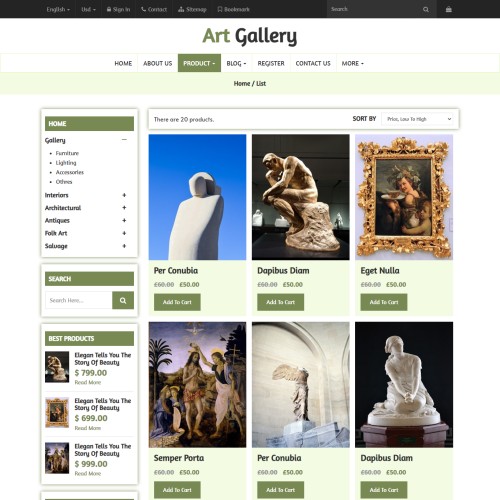 English Usd Sign In Contact Sitemap Bookmark Search
Art Gallery
HOME ABOUT US PRODUCT BLOG REGISTER CONTACT US MORE
Home / List
HOME
Gallery
Furniture
Lighting
Accessories
Othres
Interiors +
Architectural +
Antiques +
Folk Art +
Salvage +
SEARCH
Search Here...
BEST PRODUCTS
Elegan Tells You The
Story Of Beauty
$ 799.00
Read More
Elegan Tells You The
Story Of Beauty
$ 699.00
Read More
Elegan Tells You The
Story Of Beauty
$ 999.00
Read More
There are 20 products.
SORT BY Price, Low To High
Per Conubia
£60.00 £50.00
Add To Cart
Dapibus Diam
£60.00 £50.00
Add To Cart
Eget Nulla
£60.00 £50.00
Add To Cart
Semper Porta
£60.00 £50.00
Add To Cart
Per Conubia
£60.00 £50.00
Add To Cart
Dapibus Diam
£60.00 £50.00
Add To Cart